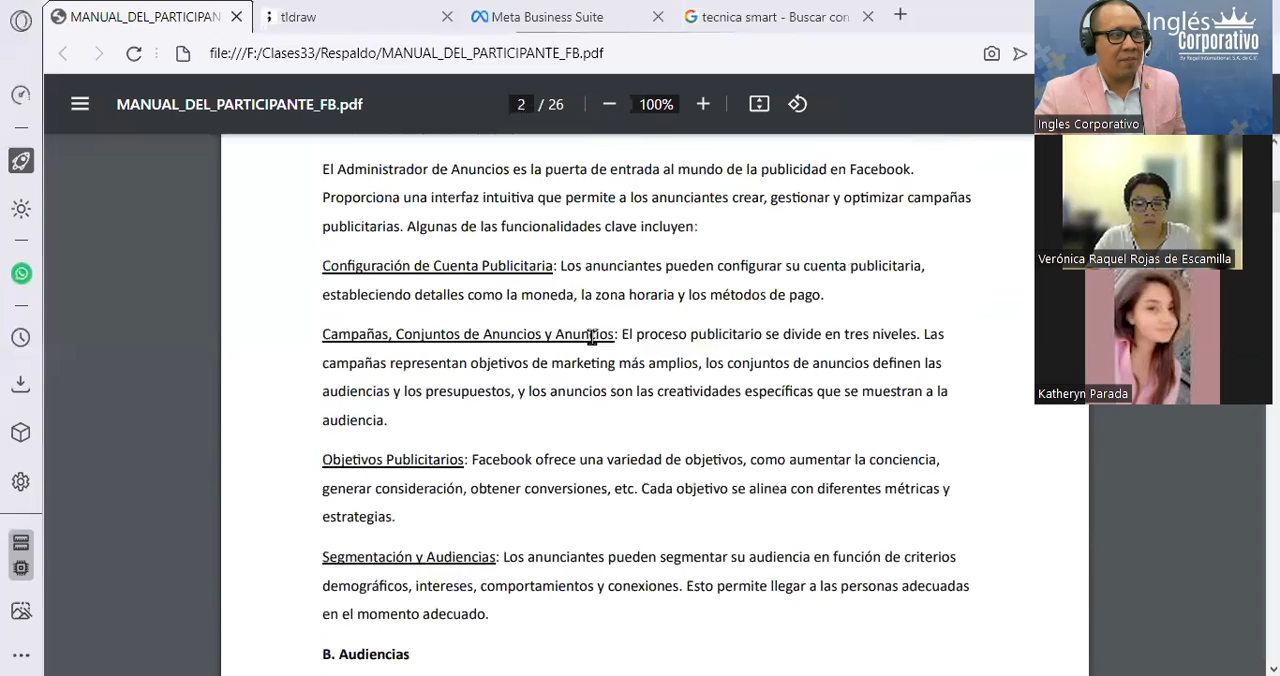 MANUAL_DEL_PARTICIPAN
tldraw
Meta Business Suite
tecnica smart - Buscar con
file:///F:/Clases33/Respaldo/MANUAL_DEL_PARTICIPANTE_FB.pdf
MANUAL_DEL_PARTICIPANTE_FB.pdf
2 / 26
100%
El Administrador de Anuncios es la puerta de entrada al mundo de la publicidad en Facebook.
Proporciona una interfaz intuitiva que permite a los anunciantes crear, gestionar y optimizar campañas
publicitarias. Algunas de las funcionalidades clave incluyen:
Configuración de Cuenta Publicitaria: Los anunciantes pueden configurar su cuenta publicitaria,
estableciendo detalles como la moneda, la zona horaria y los métodos de pago.
Campañas, Conjuntos de Anuncios y Anuncios: El proceso publicitario se divide en tres niveles. Las
campañas representan objetivos de marketing más amplios, los conjuntos de anuncios definen las
audiencias y los presupuestos, y los anuncios son las creatividades específicas que se muestran a la
audiencia.
Objetivos Publicitarios: Facebook ofrece una variedad de objetivos, como aumentar la conciencia,
generar consideración, obtener conversiones, etc. Cada objetivo se alinea con diferentes métricas y
estrategias.
Segmentación y Audiencias: Los anunciantes pueden segmentar su audiencia en función de criterios
demográficos, intereses, comportamientos y conexiones. Esto permite llegar a las personas adecuadas
en el momento adecuado.
B. Audiencias
Inglés
Corporativo
By Regal International, S.A. de C.V.
Ingles Corporativo
Verónica Raquel Rojas de Escamilla
Katheryn Parada